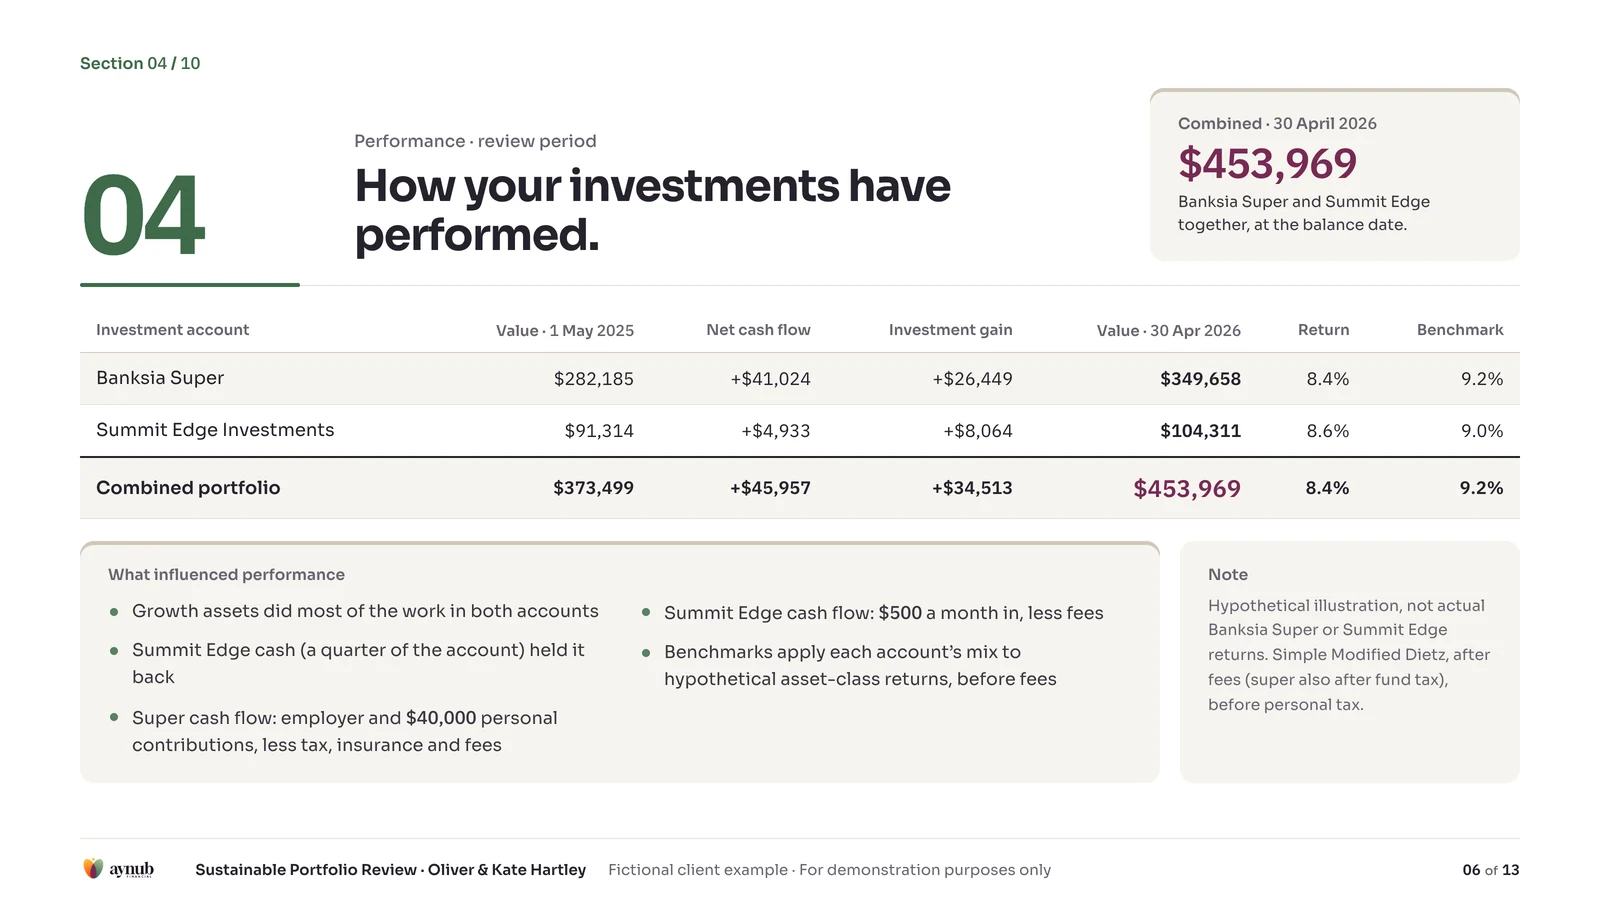 Section 04 / 10
04
Performance · review period
How your investments have
performed.
Combined · 30 April 2026
$453,969
Banksia Super and Summit Edge
together, at the balance date.
Investment account Value · 1 May 2025 Net cash flow Investment gain Value · 30 Apr 2026 Return Benchmark
Banksia Super $282,185 +$41,024 +$26,449 $349,658 8.4% 9.2%
Summit Edge Investments $91,314 +$4,933 +$8,064 $104,311 8.6% 9.0%
Combined portfolio $373,499 +$45,957 +$34,513 $453,969 8.4% 9.2%
What influenced performance
Growth assets did most of the work in both accounts
Summit Edge cash (a quarter of the account) held it
back
Super cash flow: employer and $40,000 personal
contributions, less tax, insurance and fees
Summit Edge cash flow: $500 a month in, less fees
Benchmarks apply each account's mix to
hypothetical asset-class returns, before fees
Note
Hypothetical illustration, not actual
Banksia Super or Summit Edge
returns. Simple Modified Dietz, after
fees (super also after fund tax),
before personal tax.
aynub
FINANCIAL
Sustainable Portfolio Review · Oliver & Kate Hartley Fictional client example · For demonstration purposes only 06 of 13